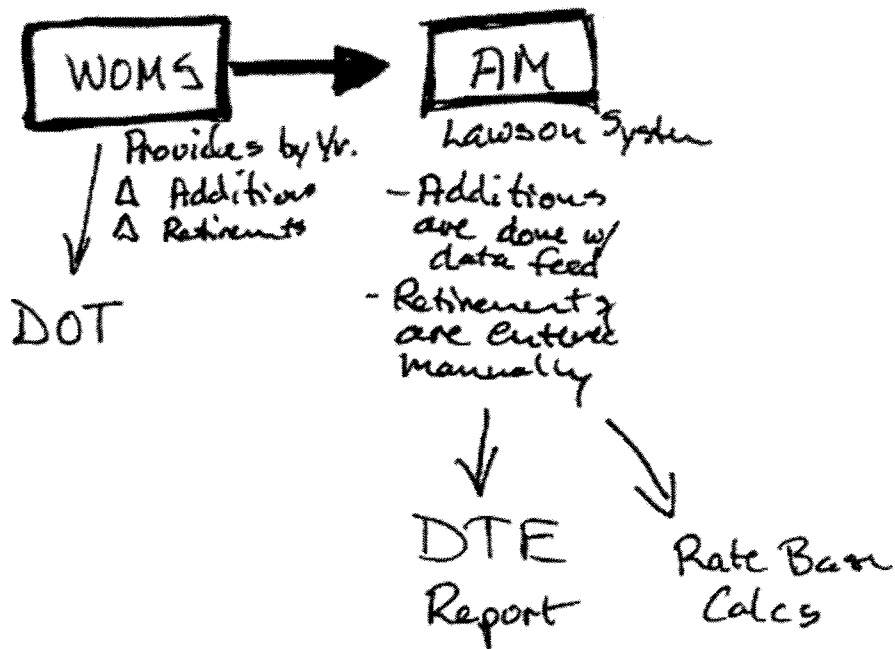 WOMS
Provides by Yr.
Δ Additions
Δ Retirements
DOT
AM
Lawson System
- Additions
are done w/
data feed
- Retirements
are entered
manually
DTE
Report
Rate Base
Calcs